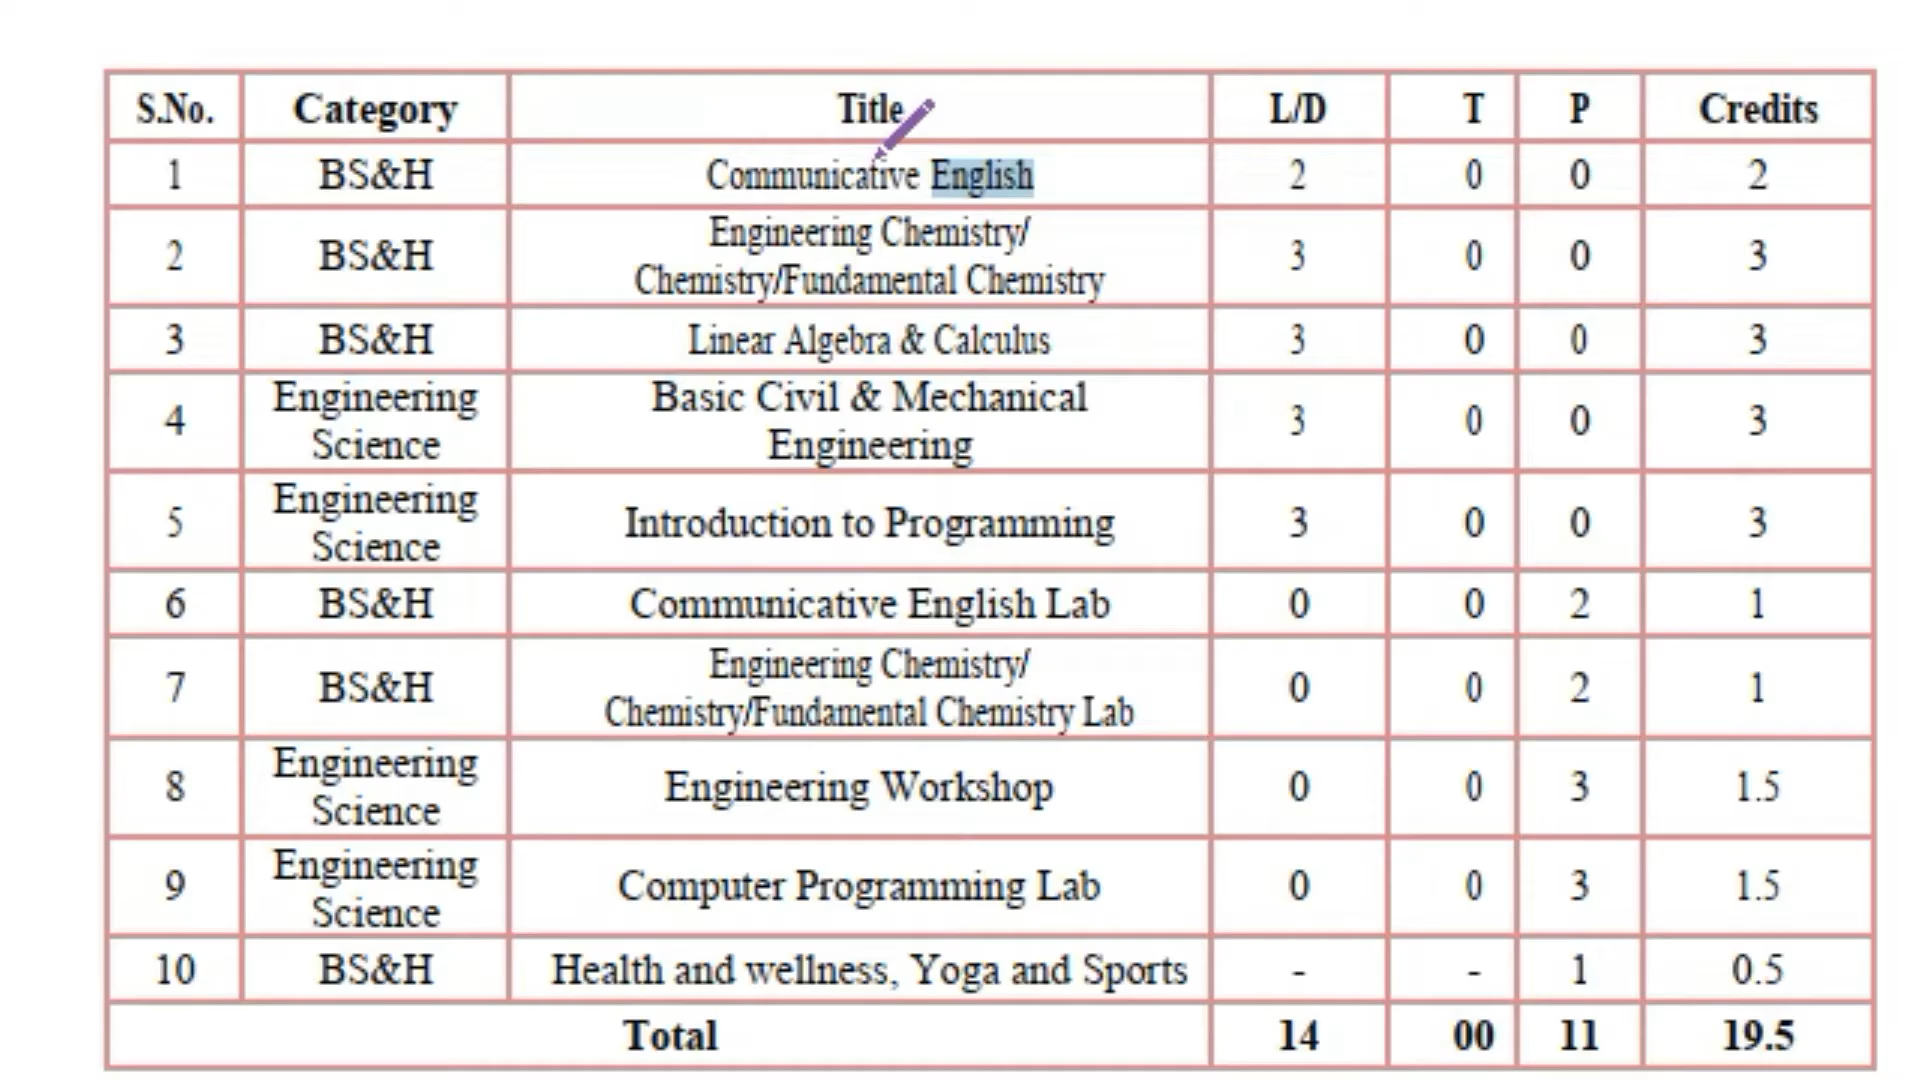 S.No. Category Title L/D T P Credits
1 BS&H Communicative English 2 0 0 2
2 BS&H Engineering Chemistry/
Chemistry/Fundamental Chemistry 3 0 0 3
3 BS&H Linear Algebra & Calculus 3 0 0 3
4 Engineering
Science Basic Civil & Mechanical
Engineering 3 0 0 3
5 Engineering
Science Introduction to Programming 3 0 0 3
6 BS&H Communicative English Lab 0 0 2 1
7 BS&H Engineering Chemistry/
Chemistry/Fundamental Chemistry Lab 0 0 2 1
8 Engineering
Science Engineering Workshop 0 0 3 1.5
9 Engineering
Science Computer Programming Lab 0 0 3 1.5
10 BS&H Health and wellness, Yoga and Sports - - 1 0.5
Total 14 00 11 19.5